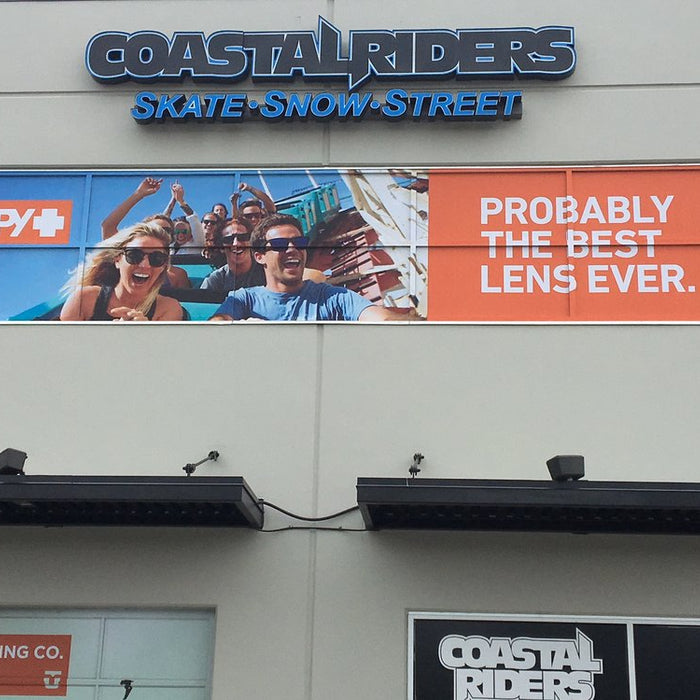 COASTALRIDERS
SKATE•SNOW•STREET
PY+
PROBABLY
THE BEST
LENS EVER.
ING CO.
COASTAL
RIDERS